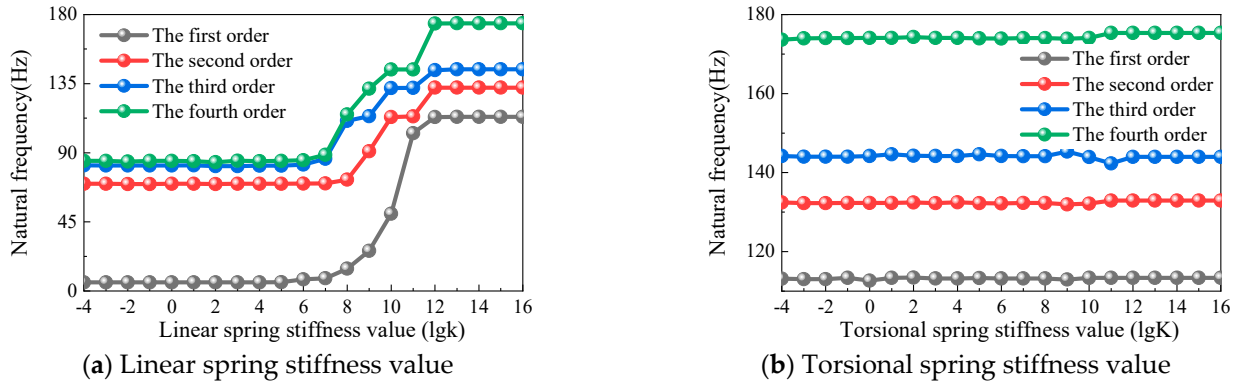 180
135
90
45
0
Natural frequency(Hz)
The first order
The second order
The third order
The fourth order
-4 -2 0 2 4 6 8 10 12 14 16
Linear spring stiffness value (lgk)
(a) Linear spring stiffness value
180
160
140
120
Natural frequency(Hz)
The first order
The second order
The third order
The fourth order
-4 -2 0 2 4 6 8 10 12 14 16
Torsional spring stiffness value (lgK)
(b) Torsional spring stiffness value